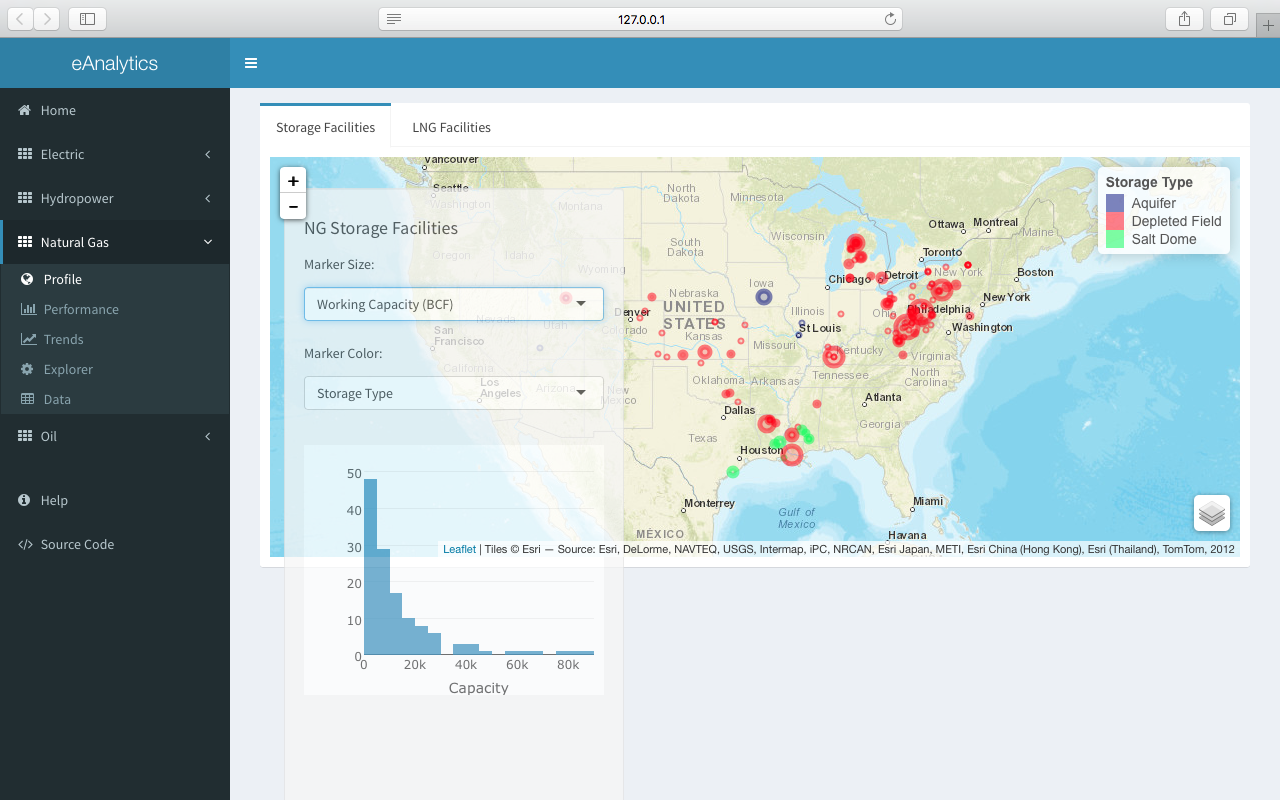 127.0.0.1
eAnalytics
Home
Electric
Hydropower
Natural Gas
Profile
Performance
Trends
Explorer
Data
Oil
Help
Source Code
Storage Facilities
LNG Facilities
+
−
NG Storage Facilities
Marker Size:
Working Capacity (BCF)
Marker Color:
Storage Type
50
40
30
20
10
0
0
20k
40k
60k
80k
Capacity
Storage Type
Aquifer
Depleted Field
Salt Dome
Vancouver
Seattle
Washington
Montana
North
Dakota
Minnesota
Oregon
Idaho
Wyoming
South
Dakota
Wisconsin
Ottawa
Montreal
Toronto
Maine
Nebraska
Iowa
Chicago
Detroit
New York
Boston
Nevada
Utah
Denver
Colorado
UNITED
STATES
Kansas
Illinois
St Louis
Missouri
Ohio
Philadelphia
New York
Washington
San
Francisco
California
Los
Angeles
Arizona
New
Mexico
Oklahoma
Arkansas
Kentucky
Tennessee
Virginia
North
Carolina
Dallas
Atlanta
Georgia
Texas
Houston
Monterrey
Gulf of
Mexico
Miami
MÉXICO
Havana
Leaflet | Tiles © Esri — Source: Esri, DeLorme, NAVTEQ, USGS, Intermap, iPC, NRCAN, Esri Japan, METI, Esri China (Hong Kong), Esri (Thailand), TomTom, 2012